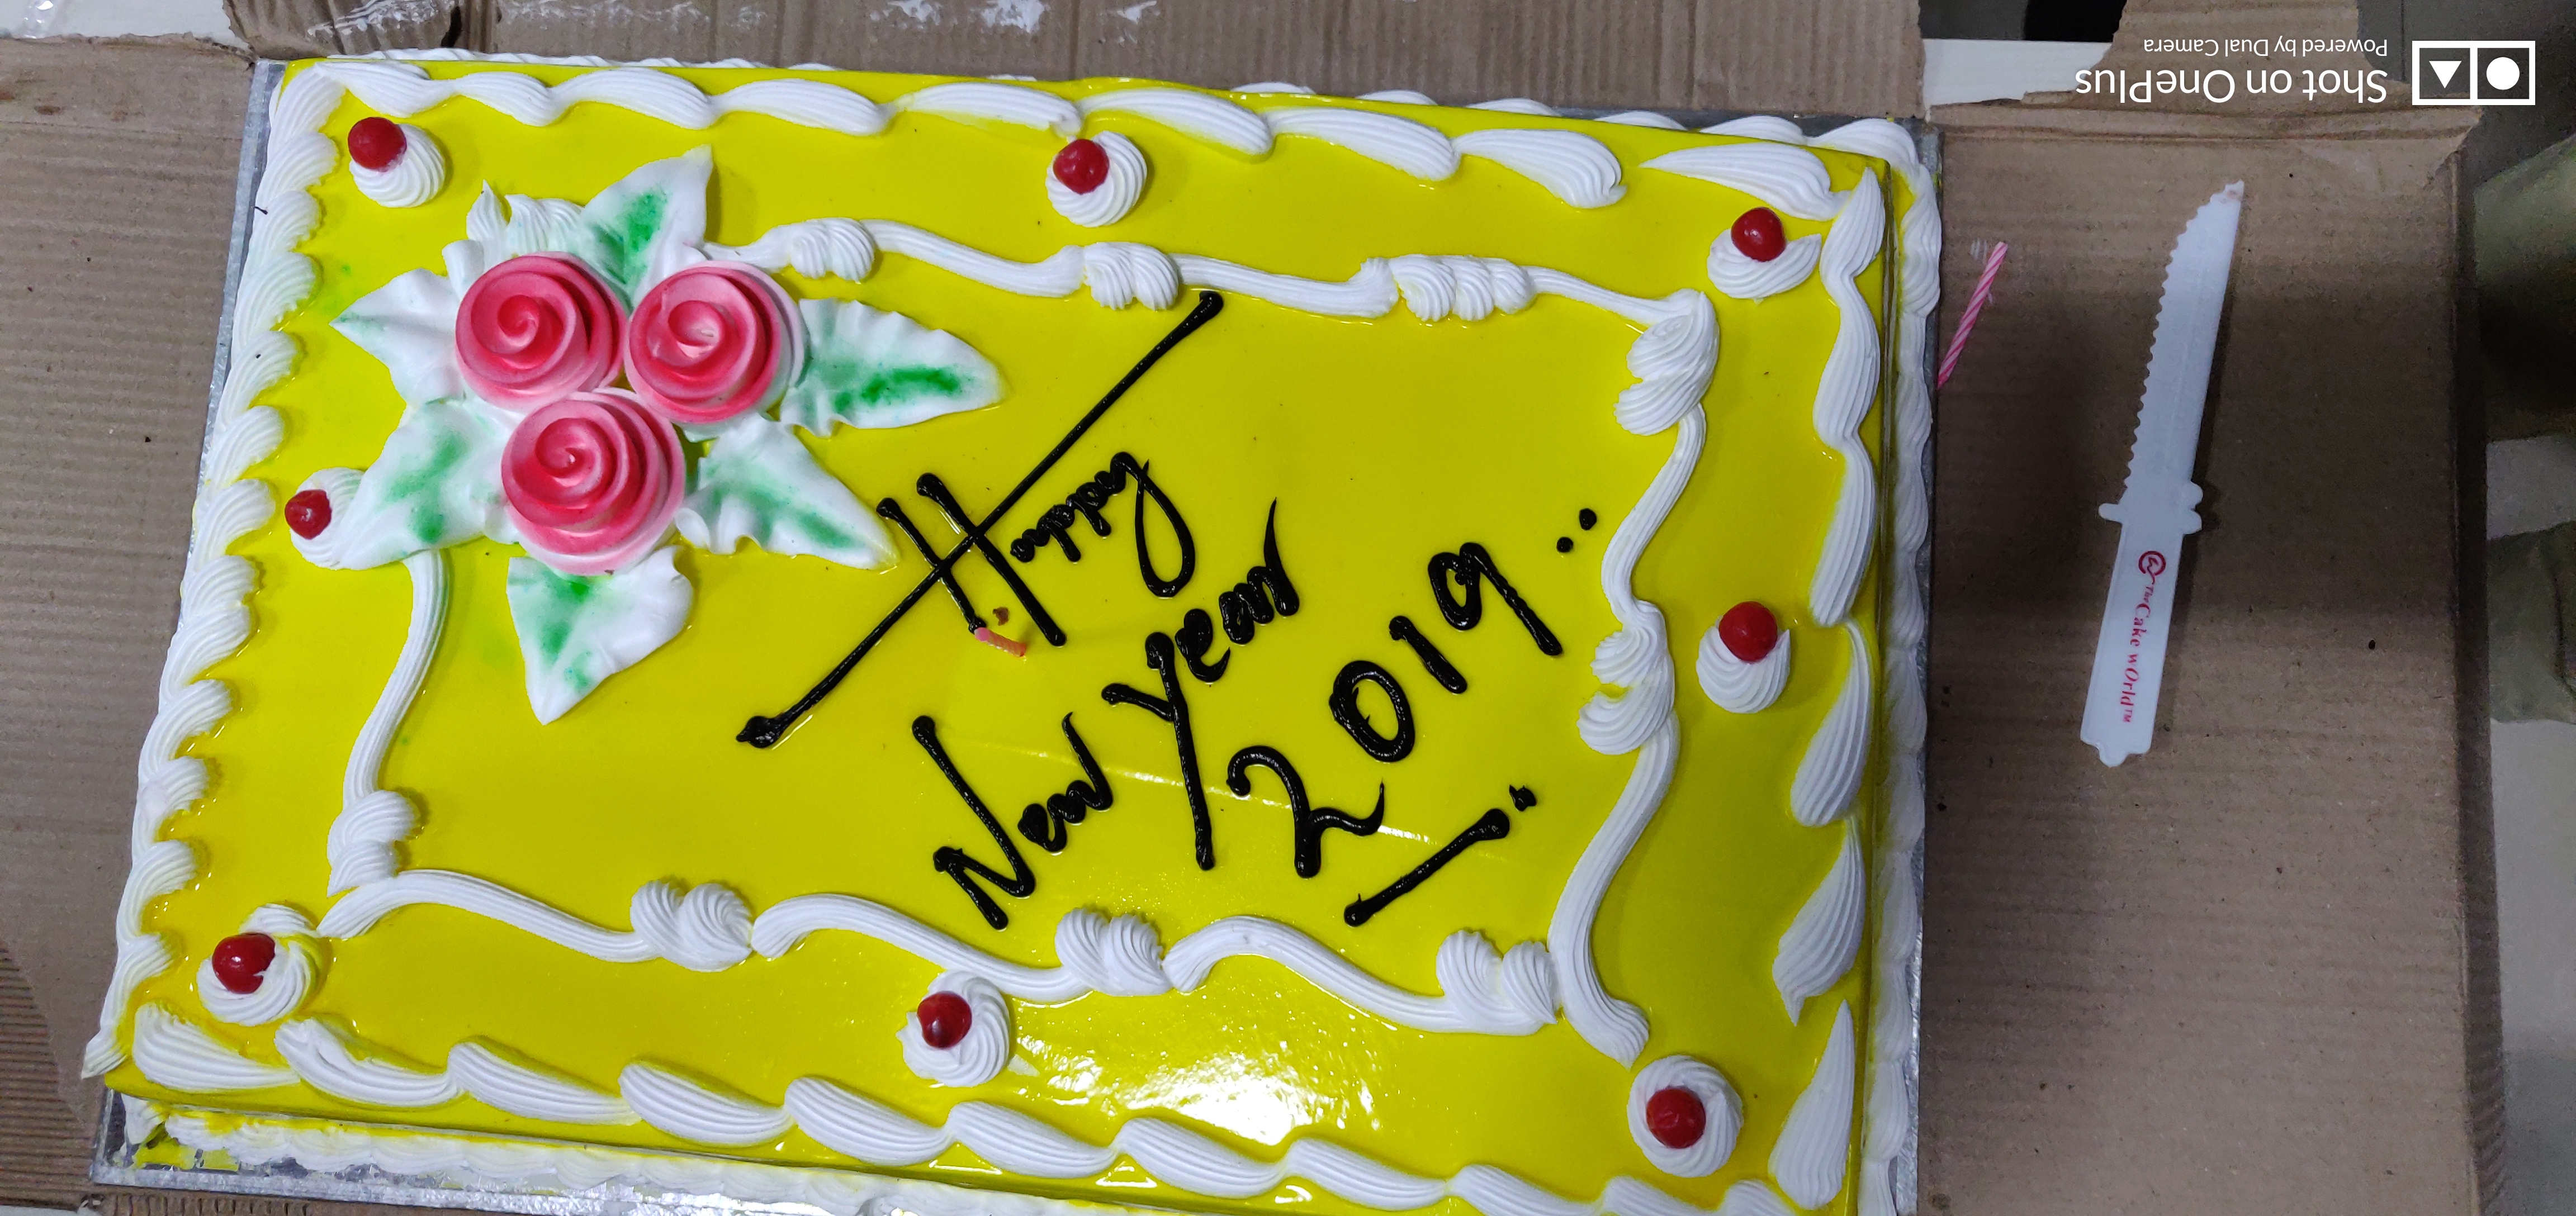 Happy
New Year
2019..
The Cake wOrld™
Shot on OnePlus
Powered by Dual Camera